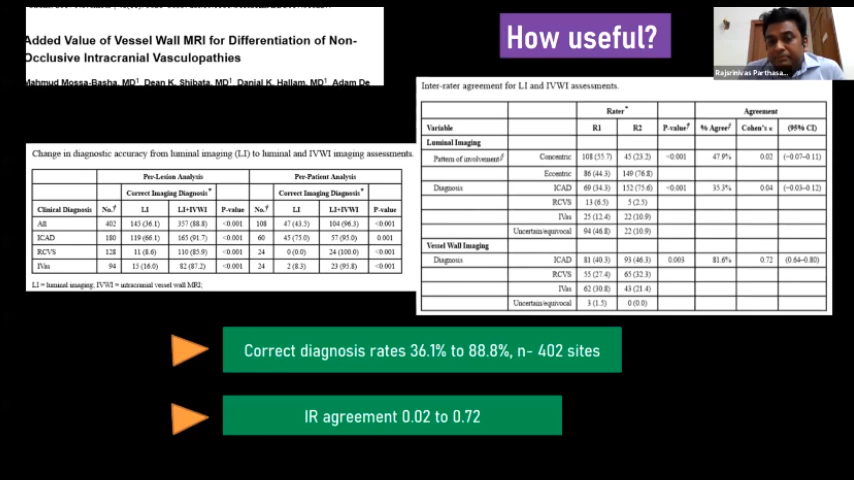 Added Value of Vessel Wall MRI for Differentiation of Non-
Occlusive Intracranial Vasculopathies
Mahmud Mossa-Basha, MD¹, Dean K. Shibata, MD¹, Danial K. Hallam, MD¹, Adam De
How useful?
Rajsrinivas Parthasa...
Change in diagnostic accuracy from luminal imaging (LI) to luminal and IVWI imaging assessments.
Per-Lesion Analysis Per-Patient Analysis
Correct Imaging Diagnosis* Correct Imaging Diagnosis*
Clinical Diagnosis No.† LI LI+IVWI P-value No.† LI LI+IVWI P-value
All 402 143 (36.1) 357 (88.8) <0.001 108 47 (43.5) 104 (96.3) <0.001
ICAD 180 119 (66.1) 165 (91.7) <0.001 60 45 (75.0) 57 (95.0) 0.001
RCVS 128 11 (8.6) 110 (85.9) <0.001 24 0 (0.0) 24 (100.0) <0.001
IVas 94 15 (16.0) 82 (87.2) <0.001 24 2 (8.3) 23 (95.8) <0.001
LI = luminal imaging; IVWI = intracranial vessel wall MRI;
Inter-rater agreement for LI and IVWI assessments.
Rater* Agreement
Variable R1 R2 P-value† % Agree† Cohen's κ (95% CI)
Luminal Imaging
Pattern of involvement Concentric 108 (55.7) 45 (23.2) <0.001 47.9% 0.02 (−0.07–0.11)
Eccentric 86 (44.3) 149 (76.8)
Diagnosis ICAD 69 (34.3) 152 (75.6) <0.001 35.3% 0.04 (−0.03–0.12)
RCVS 13 (6.5) 5 (2.5)
IVas 25 (12.4) 22 (10.9)
Uncertain/equivocal 94 (46.8) 22 (10.9)
Vessel Wall Imaging
Diagnosis ICAD 81 (40.3) 93 (46.3) 0.003 81.6% 0.72 (0.64–0.80)
RCVS 55 (27.4) 65 (32.3)
IVas 62 (30.8) 43 (21.4)
Uncertain/equivocal 3 (1.5) 0 (0.0)
Correct diagnosis rates 36.1% to 88.8%, n- 402 sites
IR agreement 0.02 to 0.72